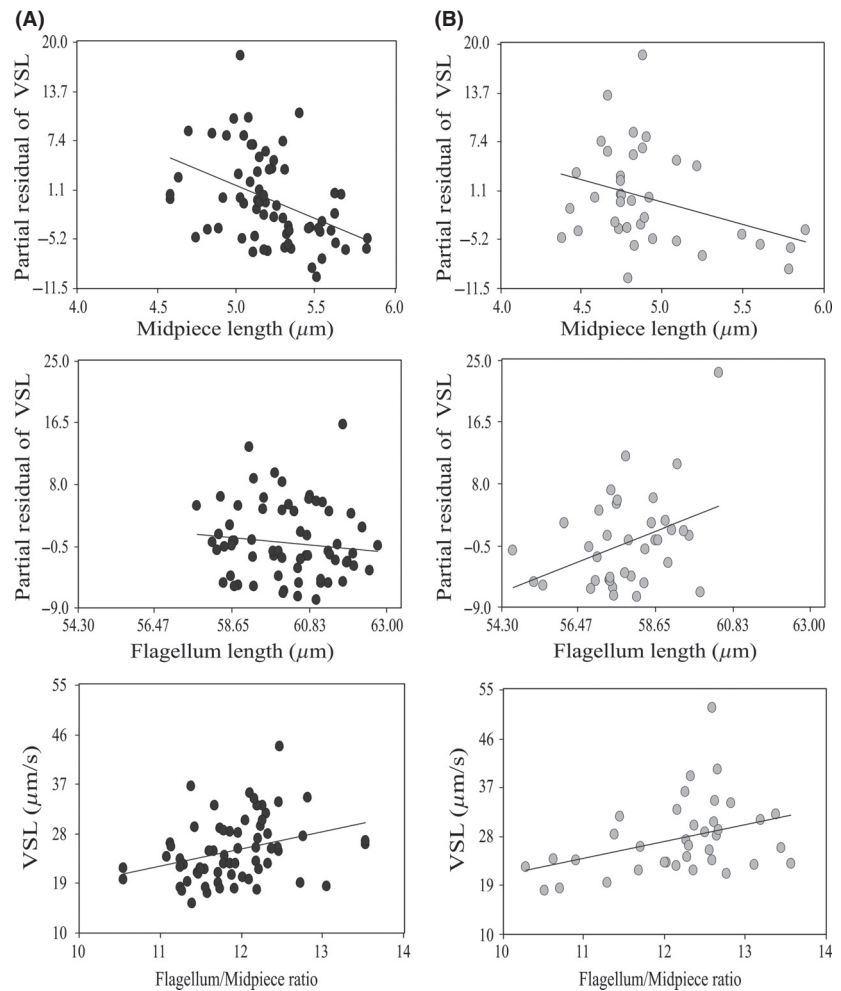 (A)
(B)
Partial residual of VSL
20.0
13.7
7.4
1.1
−5.2
−11.5
4.0 4.5 5.0 5.5 6.0
Midpiece length (µm)
Partial residual of VSL
20.0
13.7
7.4
1.1
−5.2
−11.5
4.0 4.5 5.0 5.5 6.0
Midpiece length (µm)
Partial residual of VSL
25.0
16.5
8.0
−0.5
−9.0
54.30 56.47 58.65 60.83 63.00
Flagellum length (µm)
Partial residual of VSL
25.0
16.5
8.0
−0.5
−9.0
54.30 56.47 58.65 60.83 63.00
Flagellum length (µm)
VSL (µm/s)
55
46
37
28
19
10
10 11 12 13 14
Flagellum/Midpiece ratio
VSL (µm/s)
55
46
37
28
19
10
10 11 12 13 14
Flagellum/Midpiece ratio